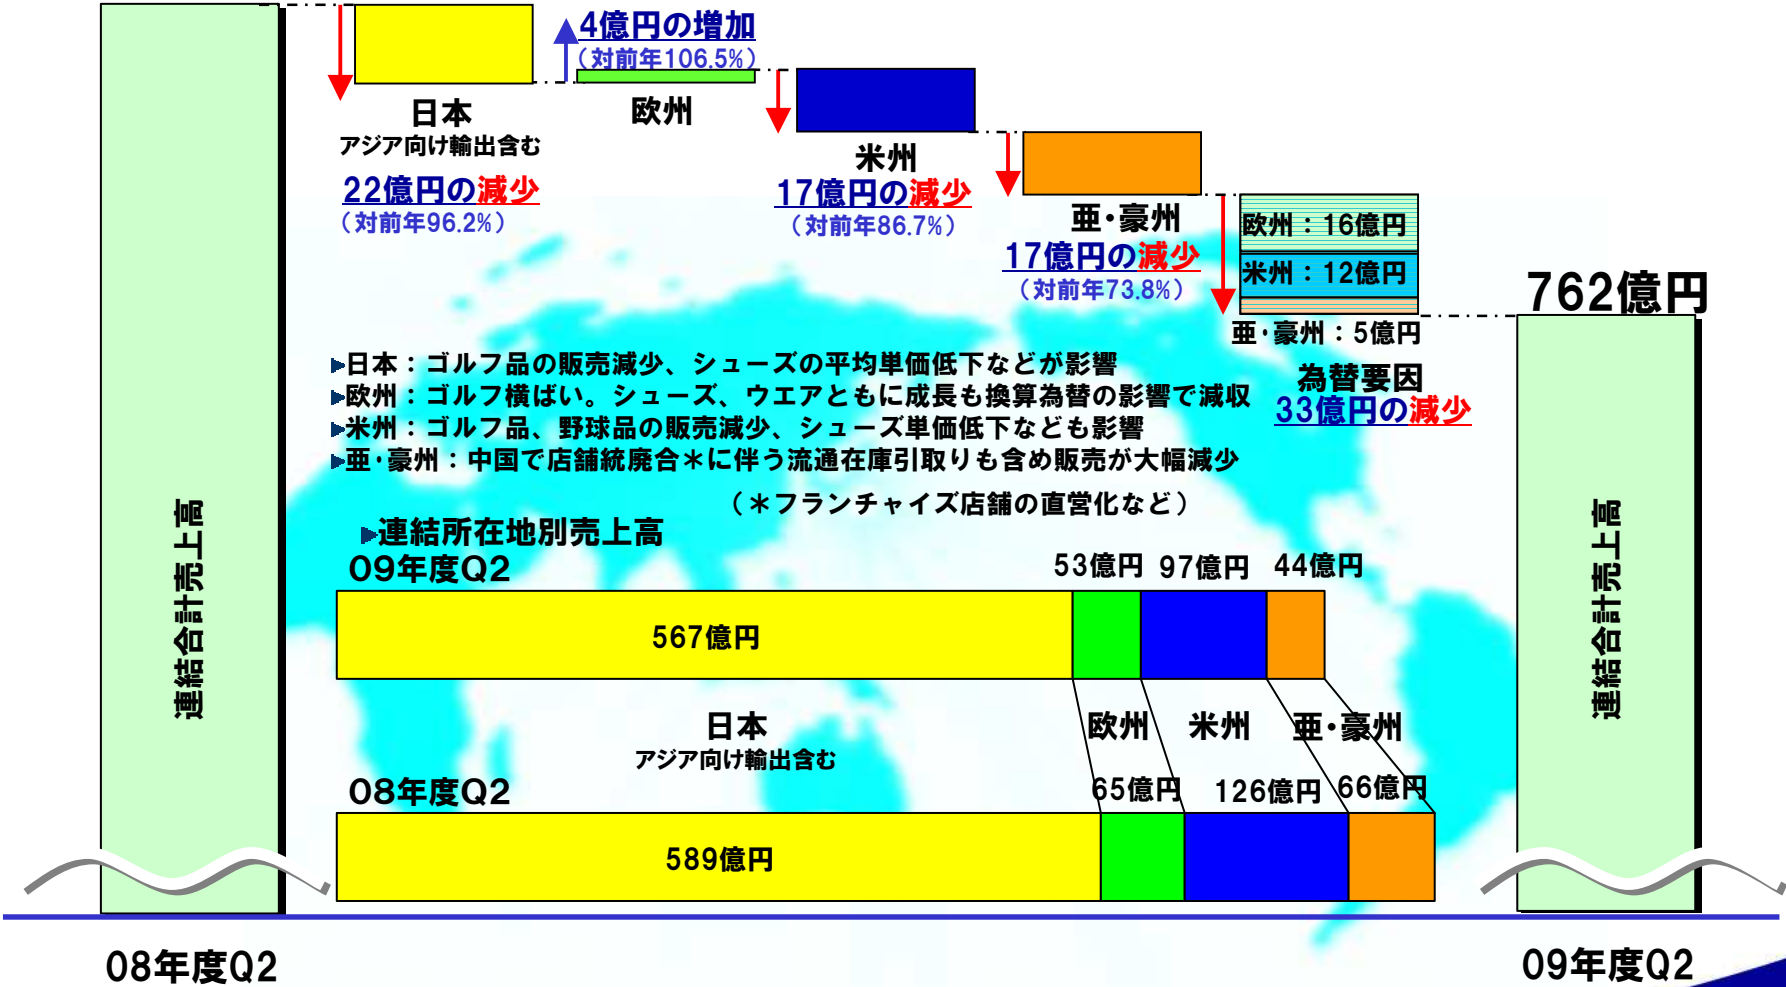 4億円の増加
（対前年106.5%）
日本
アジア向け輸出含む
22億円の減少
（対前年96.2%）
欧州
米州
17億円の減少
（対前年86.7%）
亜・豪州
17億円の減少
（対前年73.8%）
欧州：16億円
米州：12億円
亜・豪州：5億円
為替要因
33億円の減少
762億円
日本：ゴルフ品の販売減少、シューズの平均単価低下などが影響
欧州：ゴルフ横ばい。シューズ、ウエアともに成長も換算為替の影響で減収
米州：ゴルフ品、野球品の販売減少、シューズ単価低下なども影響
亜・豪州：中国で店舗統廃合＊に伴う流通在庫引取りも含め販売が大幅減少
（＊フランチャイズ店舗の直営化など）
連結所在地別売上高
09年度Q2
53億円 97億円 44億円
567億円
日本
アジア向け輸出含む
欧州 米州 亜・豪州
08年度Q2
65億円 126億円 66億円
589億円
連結合計売上高
連結合計売上高
08年度Q2
09年度Q2